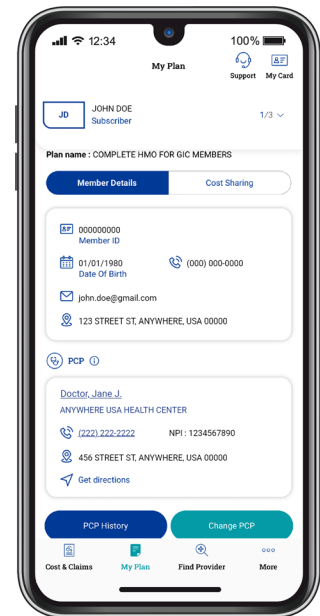 12:34
100%
My Plan
Support
My Card
JD
JOHN DOE
Subscriber
1/3
Plan name : COMPLETE HMO FOR GIC MEMBERS
Member Details
Cost Sharing
000000000
Member ID
01/01/1980
Date Of Birth
(000) 000-0000
john.doe@gmail.com
123 STREET ST, ANYWHERE, USA 00000
PCP
Doctor, Jane J.
ANYWHERE USA HEALTH CENTER
(222) 222-2222
NPI : 1234567890
456 STREET ST, ANYWHERE, USA 00000
Get directions
PCP History
Change PCP
Cost & Claims
My Plan
Find Provider
More